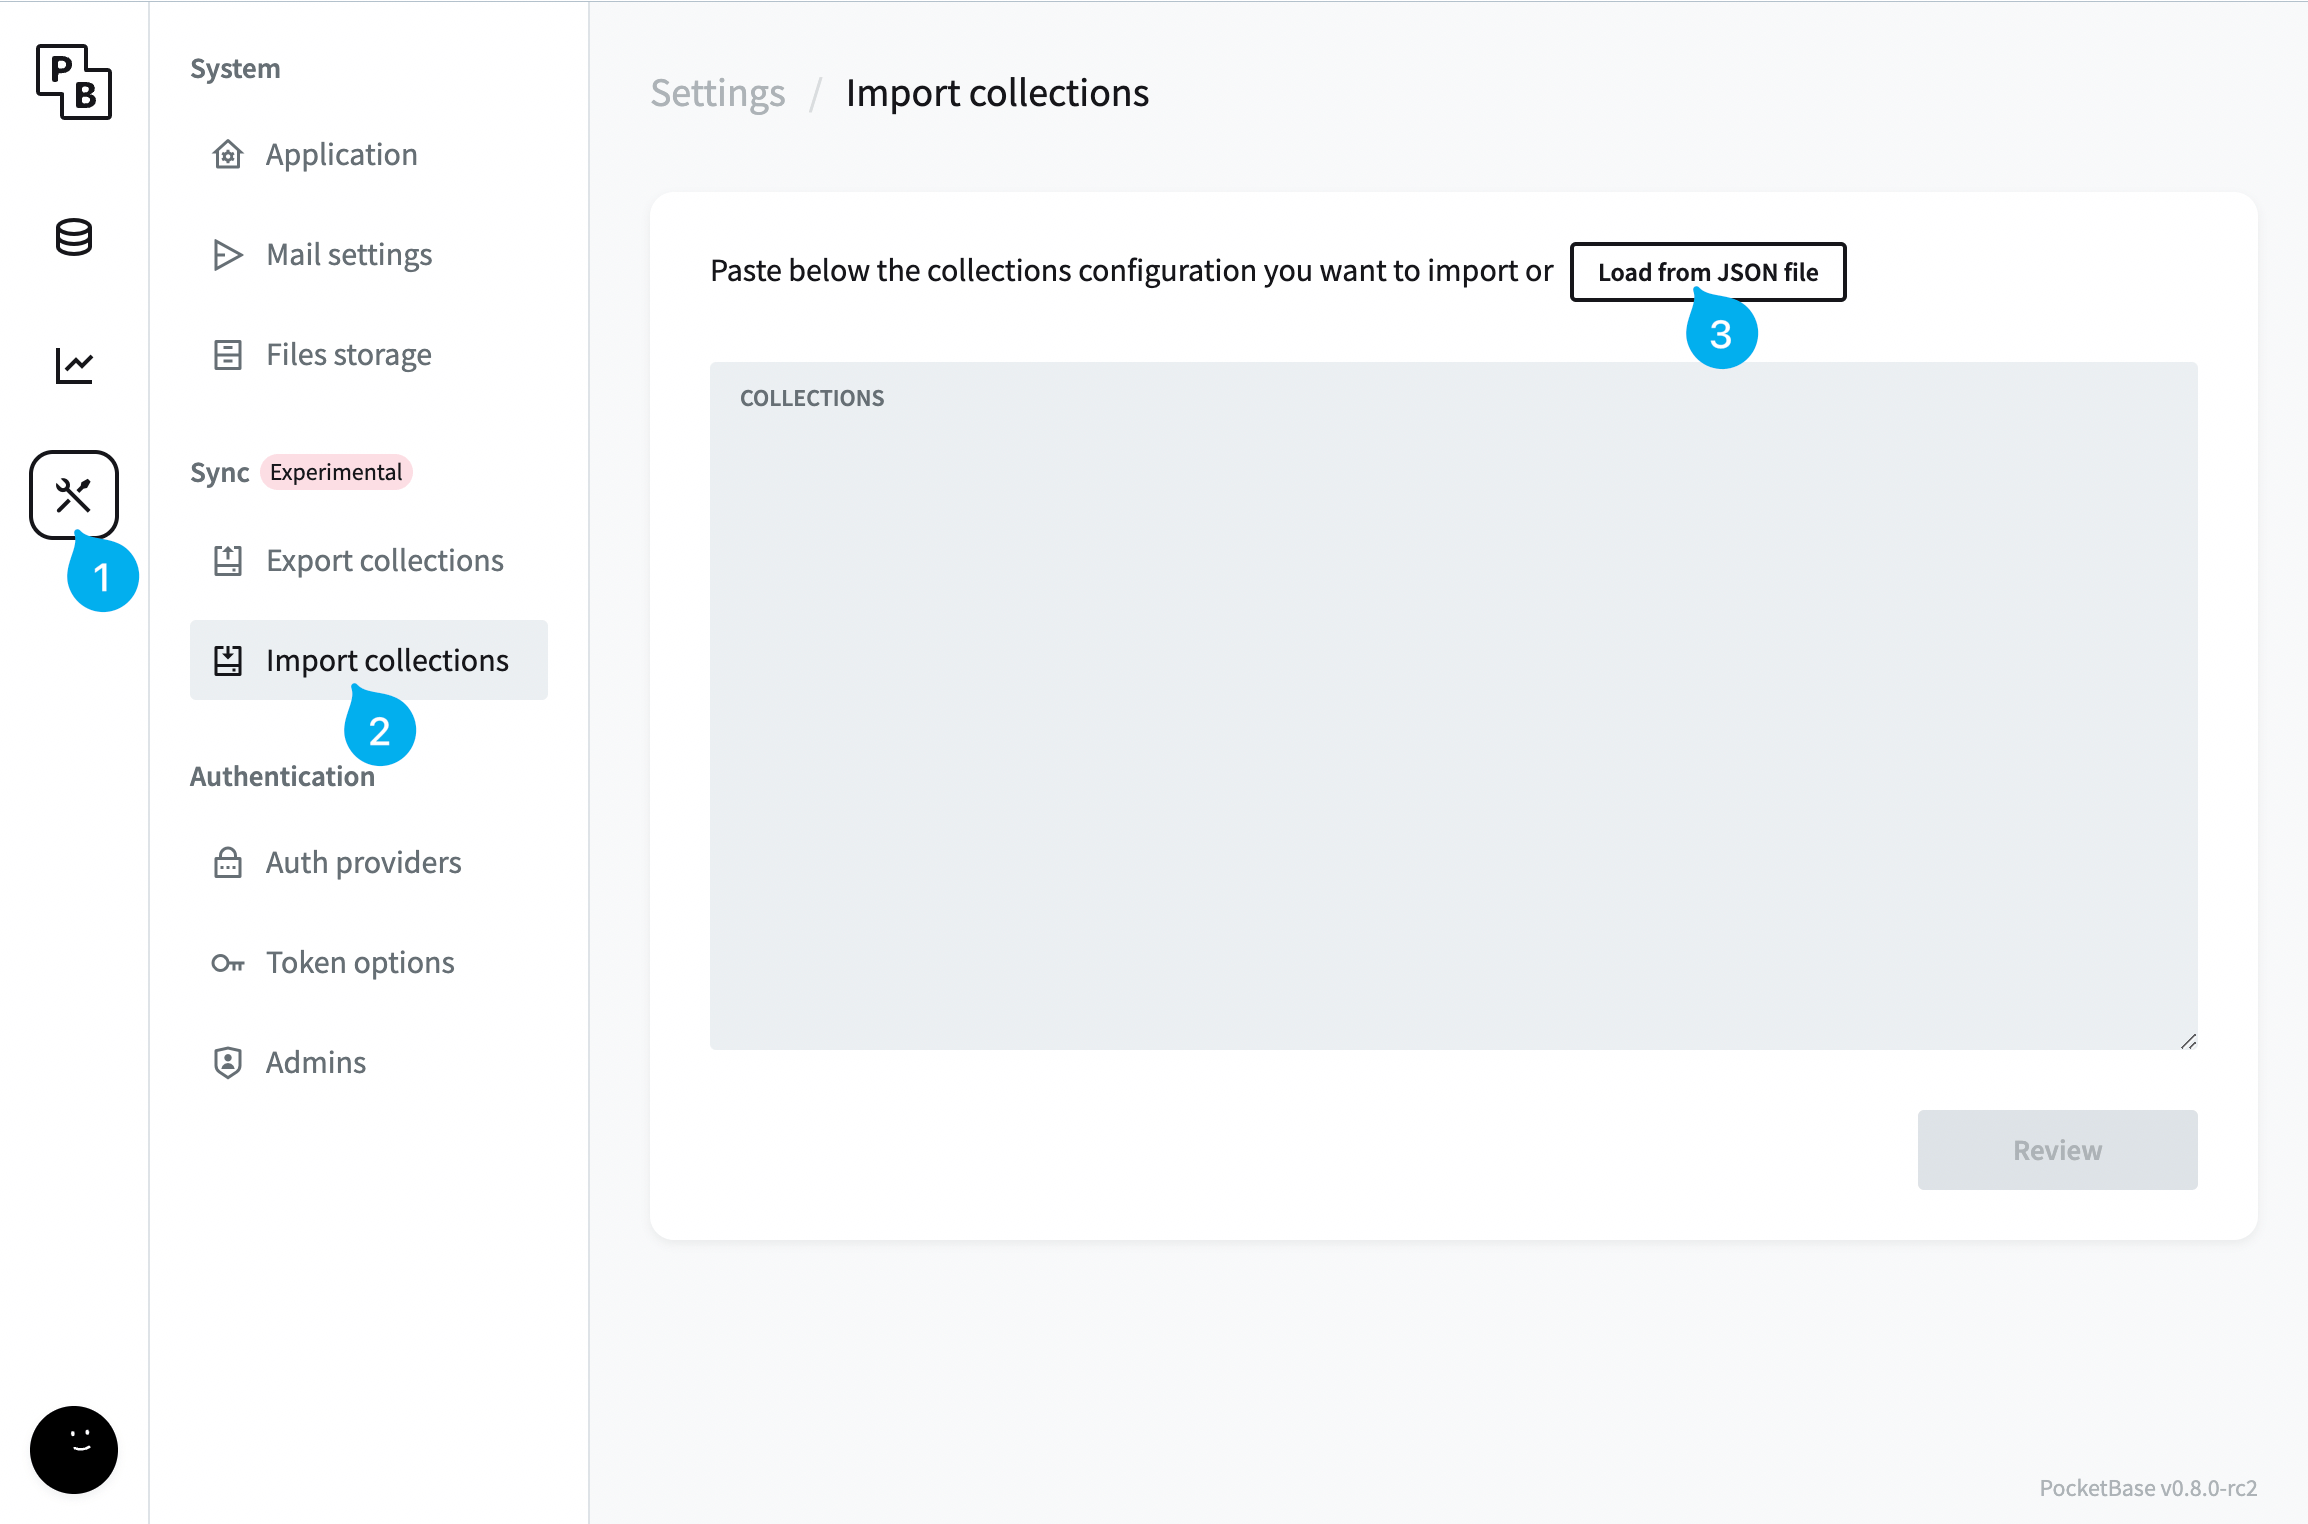 PB
System
Application
Mail settings
Files storage
Sync Experimental
Export collections
Import collections
Authentication
Auth providers
Token options
Admins
1
2
Settings / Import collections
Paste below the collections configuration you want to import or Load from JSON file
3
COLLECTIONS
Review
PocketBase v0.8.0-rc2